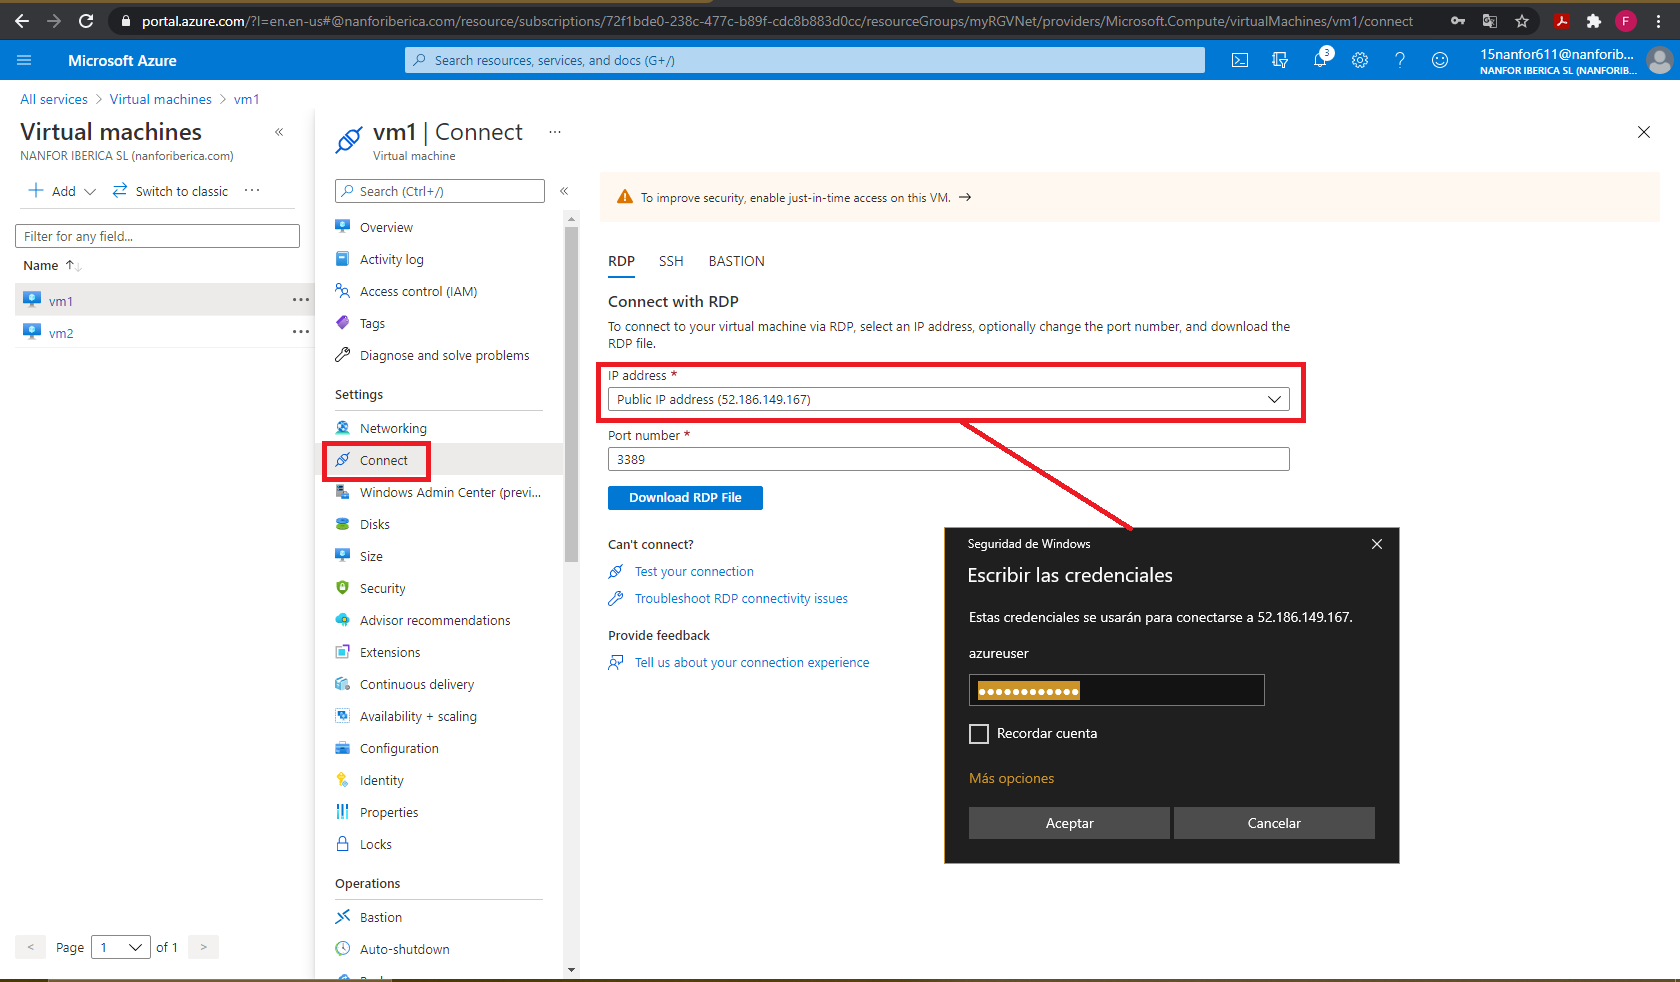 portal.azure.com/?l=en.en-us#@nanforiberica.com/resource/subscriptions/72f1bde0-238c-477c-b89f-cdc8b883d0cc/resourceGroups/myRGVNet/providers/Microsoft.Compute/virtualMachines/vm1/connect
F
Microsoft Azure
Search resources, services, and docs (G+/)
3
15nanfor611@nanforib...
NANFOR IBERICA SL (NANFORIB...
All services > Virtual machines > vm1
Virtual machines
«
NANFOR IBERICA SL (nanforiberica.com)
+ Add
Switch to classic
...
Filter for any field...
Name ↑↓
vm1
...
vm2
...
< Page 1 of 1 >
vm1 | Connect
...
Virtual machine
Search (Ctrl+/)
«
Overview
Activity log
Access control (IAM)
Tags
Diagnose and solve problems
Settings
Networking
Connect
Windows Admin Center (previ...
Disks
Size
Security
Advisor recommendations
Extensions
Continuous delivery
Availability + scaling
Configuration
Identity
Properties
Locks
Operations
Bastion
Auto-shutdown
To improve security, enable just-in-time access on this VM. →
RDP
SSH
BASTION
Connect with RDP
To connect to your virtual machine via RDP, select an IP address, optionally change the port number, and download the
RDP file.
IP address *
Public IP address (52.186.149.167)
Port number *
3389
Download RDP File
Can't connect?
Test your connection
Troubleshoot RDP connectivity issues
Provide feedback
Tell us about your connection experience
Seguridad de Windows
Escribir las credenciales
Estas credenciales se usarán para conectarse a 52.186.149.167.
azureuser
●●●●●●●●●●●●
Recordar cuenta
Más opciones
Aceptar
Cancelar